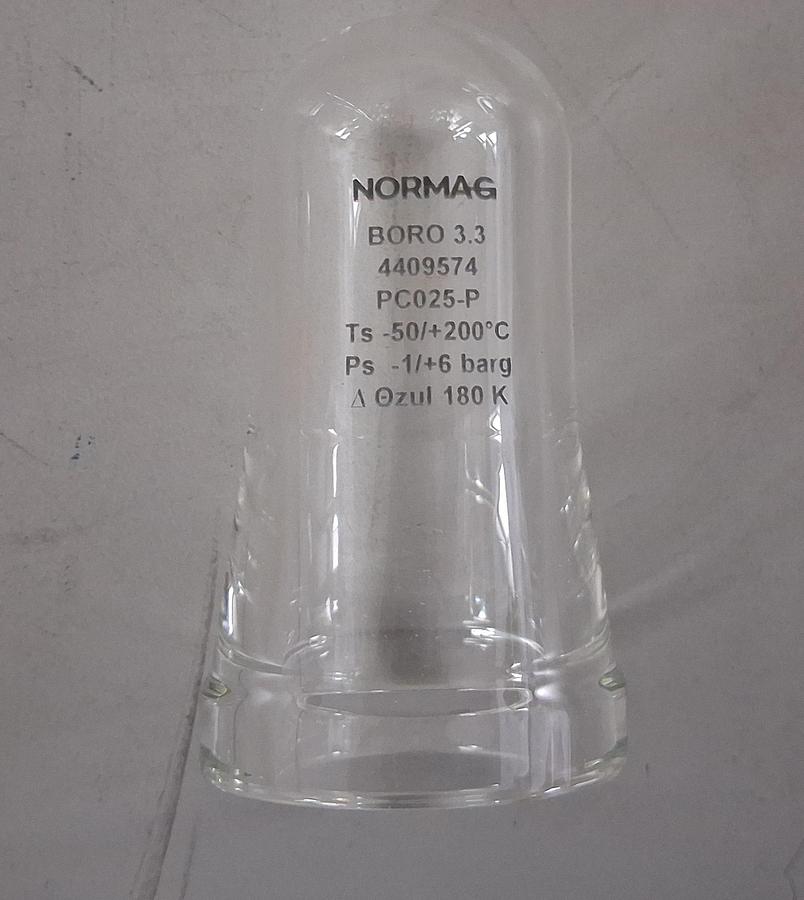 NORMAG
BORO 3.3
4409574
PC025-P
Ts -50/+200°C
Ps -1/+6 barg
Δ Θzul 180 K